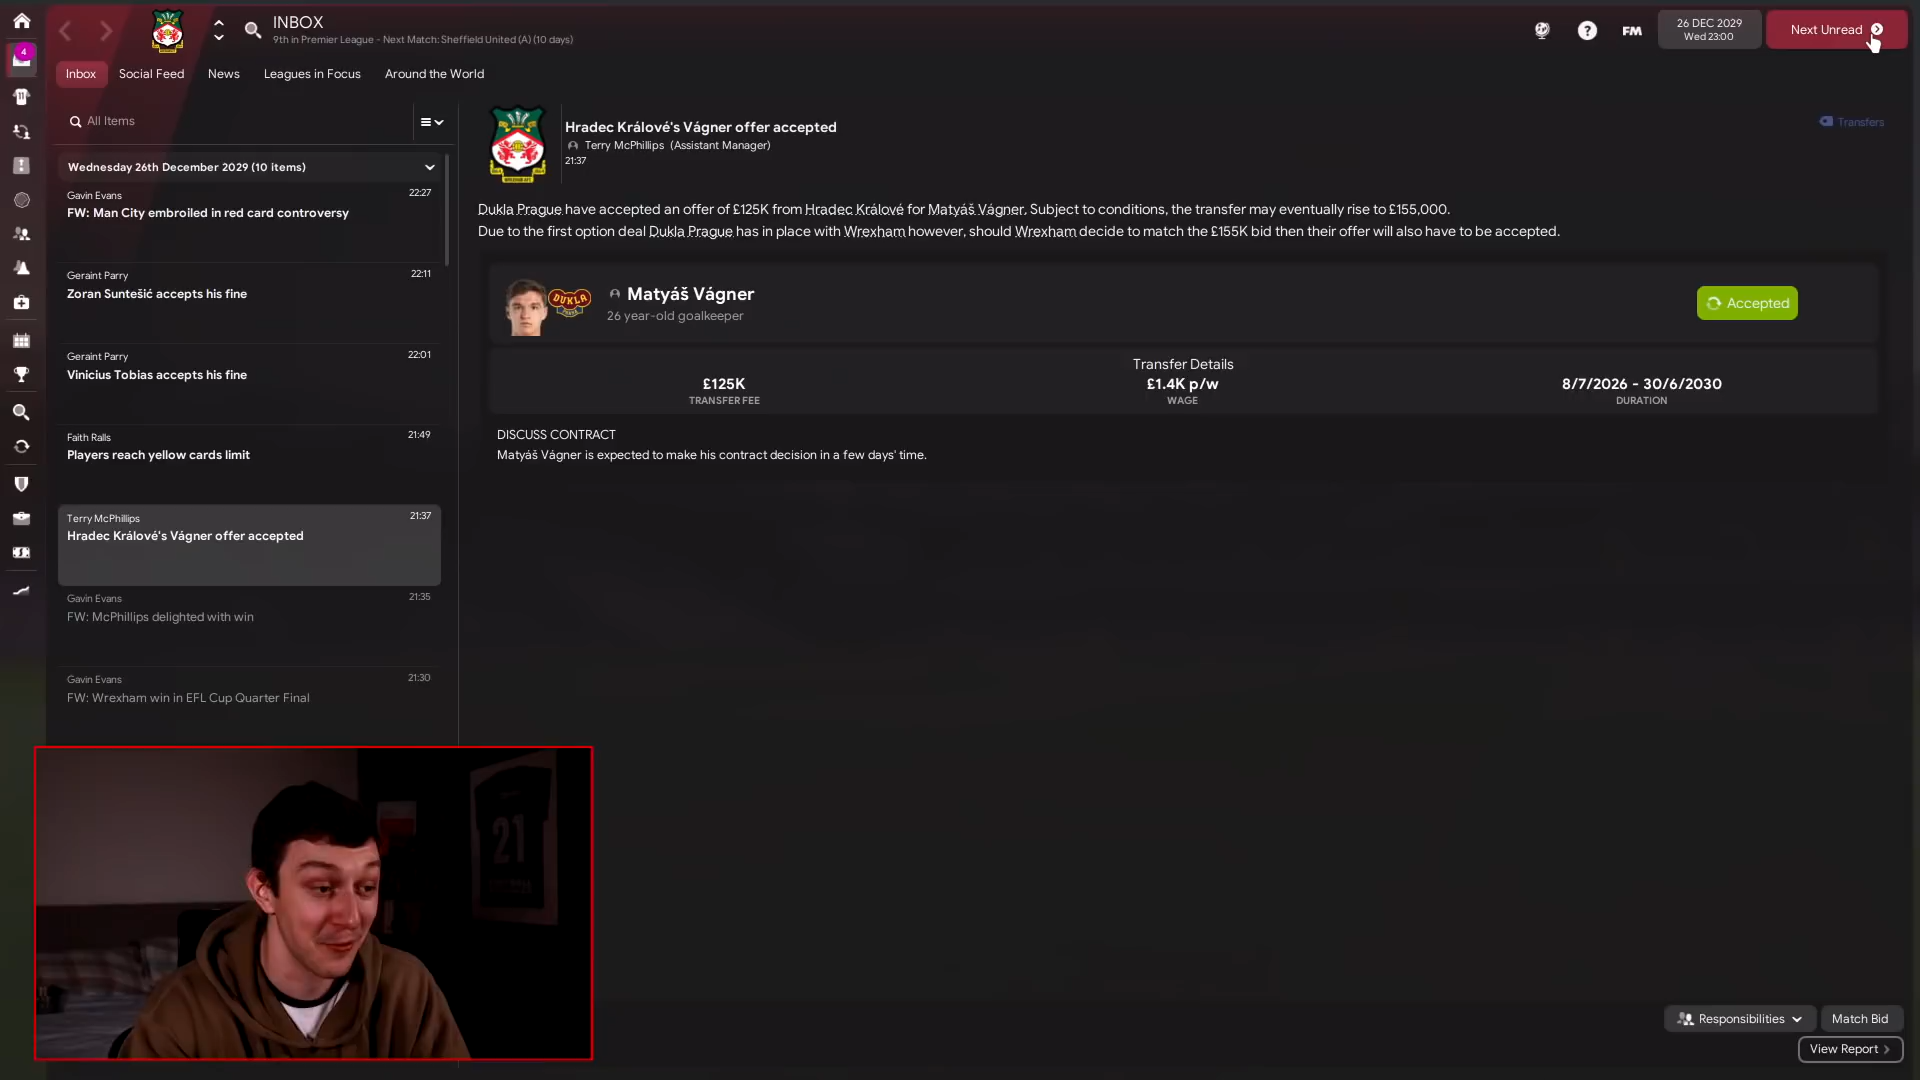 INBOX
9th in Premier League - Next Match: Sheffield United (A) (10 days)
FM
26 DEC 2029
Wed 23:00
Next Unread
4
Inbox
Social Feed
News
Leagues in Focus
Around the World
All Items
Wednesday 26th December 2029 (10 items)
Gavin Evans
22:27
FW: Man City embroiled in red card controversy
Geraint Parry
22:11
Zoran Suntešić accepts his fine
Geraint Parry
22:01
Vinicius Tobias accepts his fine
Faith Ralls
21:49
Players reach yellow cards limit
Terry McPhillips
21:37
Hradec Králové's Vágner offer accepted
Gavin Evans
21:35
FW: McPhillips delighted with win
Gavin Evans
21:30
FW: Wrexham win in EFL Cup Quarter Final
Hradec Králové's Vágner offer accepted
Terry McPhillips (Assistant Manager)
21:37
Transfers
Dukla Prague have accepted an offer of £125K from Hradec Králové for Matyáš Vágner. Subject to conditions, the transfer may eventually rise to £155,000.
Due to the first option deal Dukla Prague has in place with Wrexham however, should Wrexham decide to match the £155K bid then their offer will also have to be accepted.
DUKLA
Matyáš Vágner
26 year-old goalkeeper
Accepted
Transfer Details
£125K
TRANSFER FEE
£1.4K p/w
WAGE
8/7/2026 - 30/6/2030
DURATION
DISCUSS CONTRACT
Matyáš Vágner is expected to make his contract decision in a few days' time.
21
Responsibilities
Match Bid
View Report